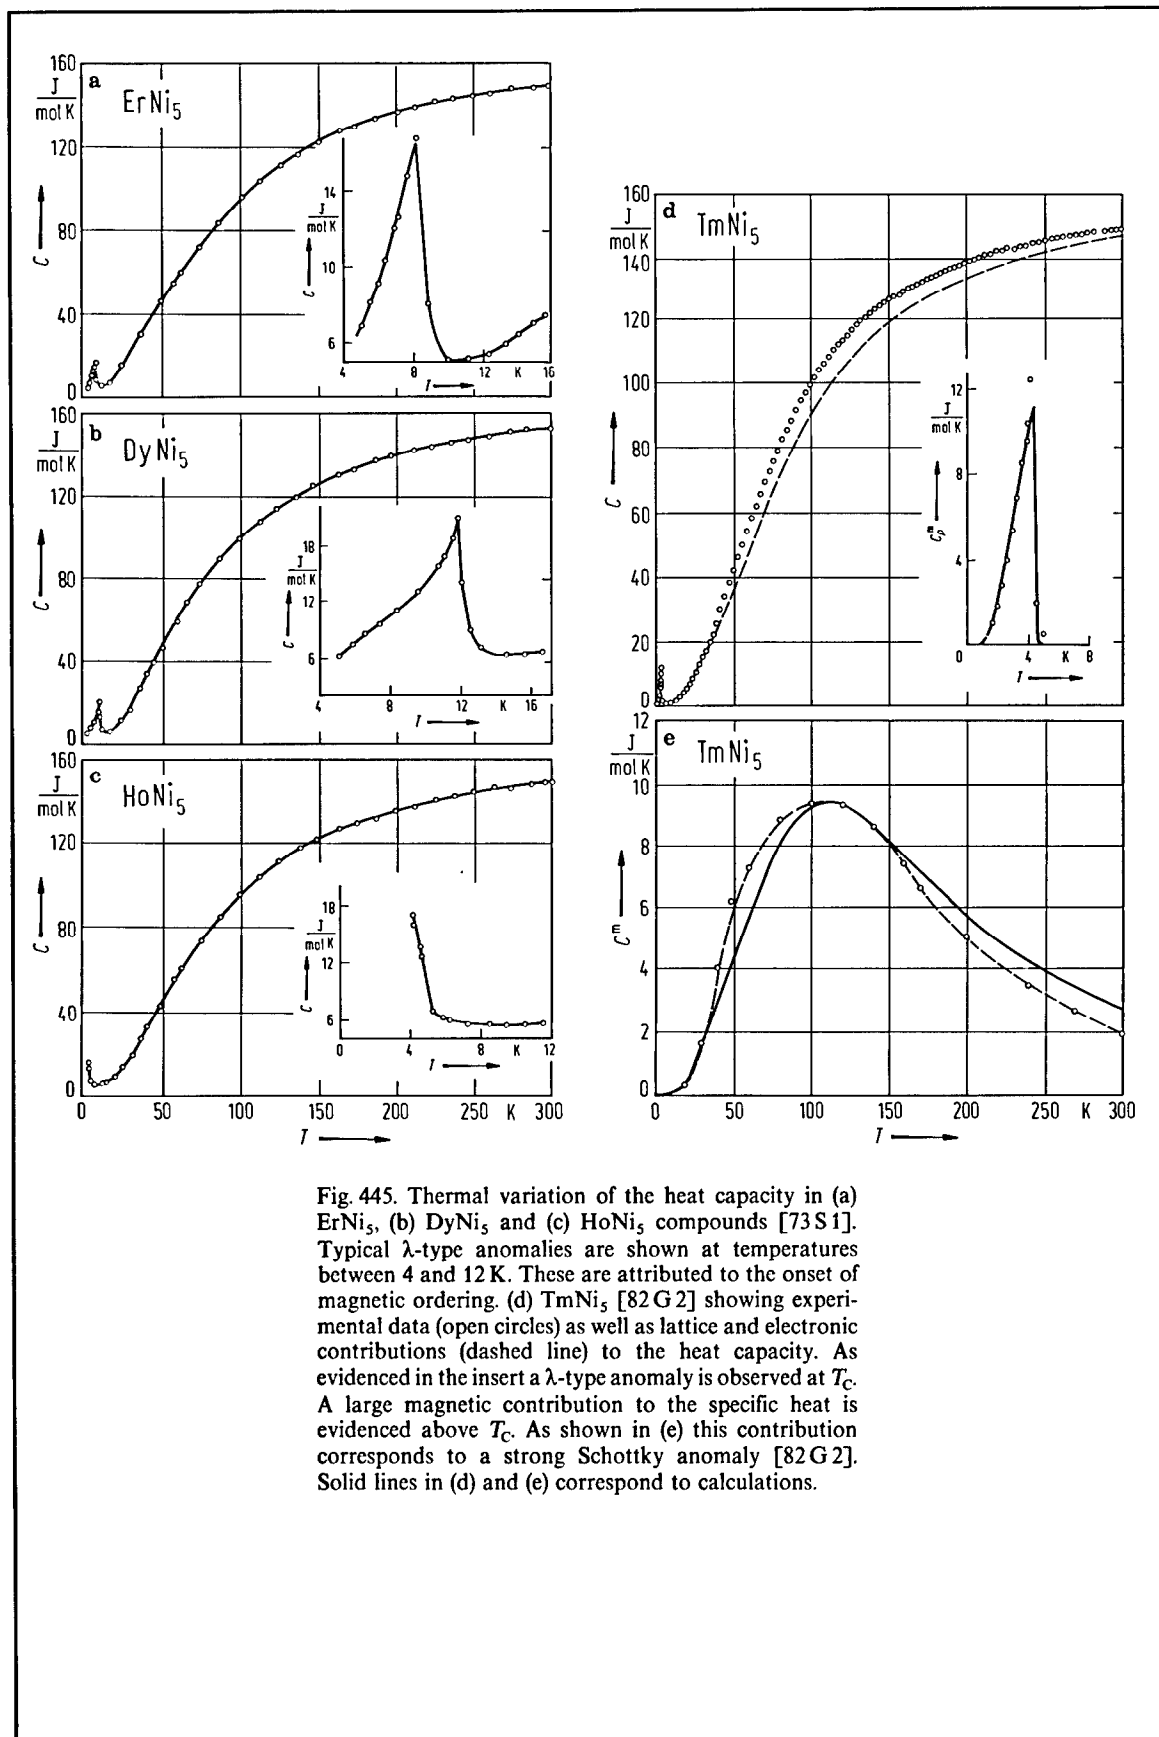 160
J
mol K
a
ErNi₅
120
80
40
0
C
14
J
mol K
10
6
C
4
8
12
K
16
T
160
J
mol K
b
DyNi₅
120
80
40
0
C
18
J
mol K
12
6
C
4
8
12
K
16
T
160
J
mol K
c
HoNi₅
120
80
40
0
C
18
J
mol K
12
6
C
0
4
8
K
12
T
0
50
100
150
200
250
K
300
T
160
J
mol K
d
TmNi₅
140
120
100
80
60
40
20
0
C
12
J
mol K
8
4
0
Cₚᵐ
4
K
8
T
12
J
mol K
e
TmNi₅
10
8
6
4
2
0
Cᵐ
0
50
100
150
200
250
K
300
T
Fig. 445. Thermal variation of the heat capacity in (a)
ErNi₅, (b) DyNi₅ and (c) HoNi₅ compounds [73 S 1].
Typical λ-type anomalies are shown at temperatures
between 4 and 12 K. These are attributed to the onset of
magnetic ordering. (d) TmNi₅ [82 G 2] showing experi-
mental data (open circles) as well as lattice and electronic
contributions (dashed line) to the heat capacity. As
evidenced in the insert a λ-type anomaly is observed at T_C.
A large magnetic contribution to the specific heat is
evidenced above T_C. As shown in (e) this contribution
corresponds to a strong Schottky anomaly [82 G 2].
Solid lines in (d) and (e) correspond to calculations.